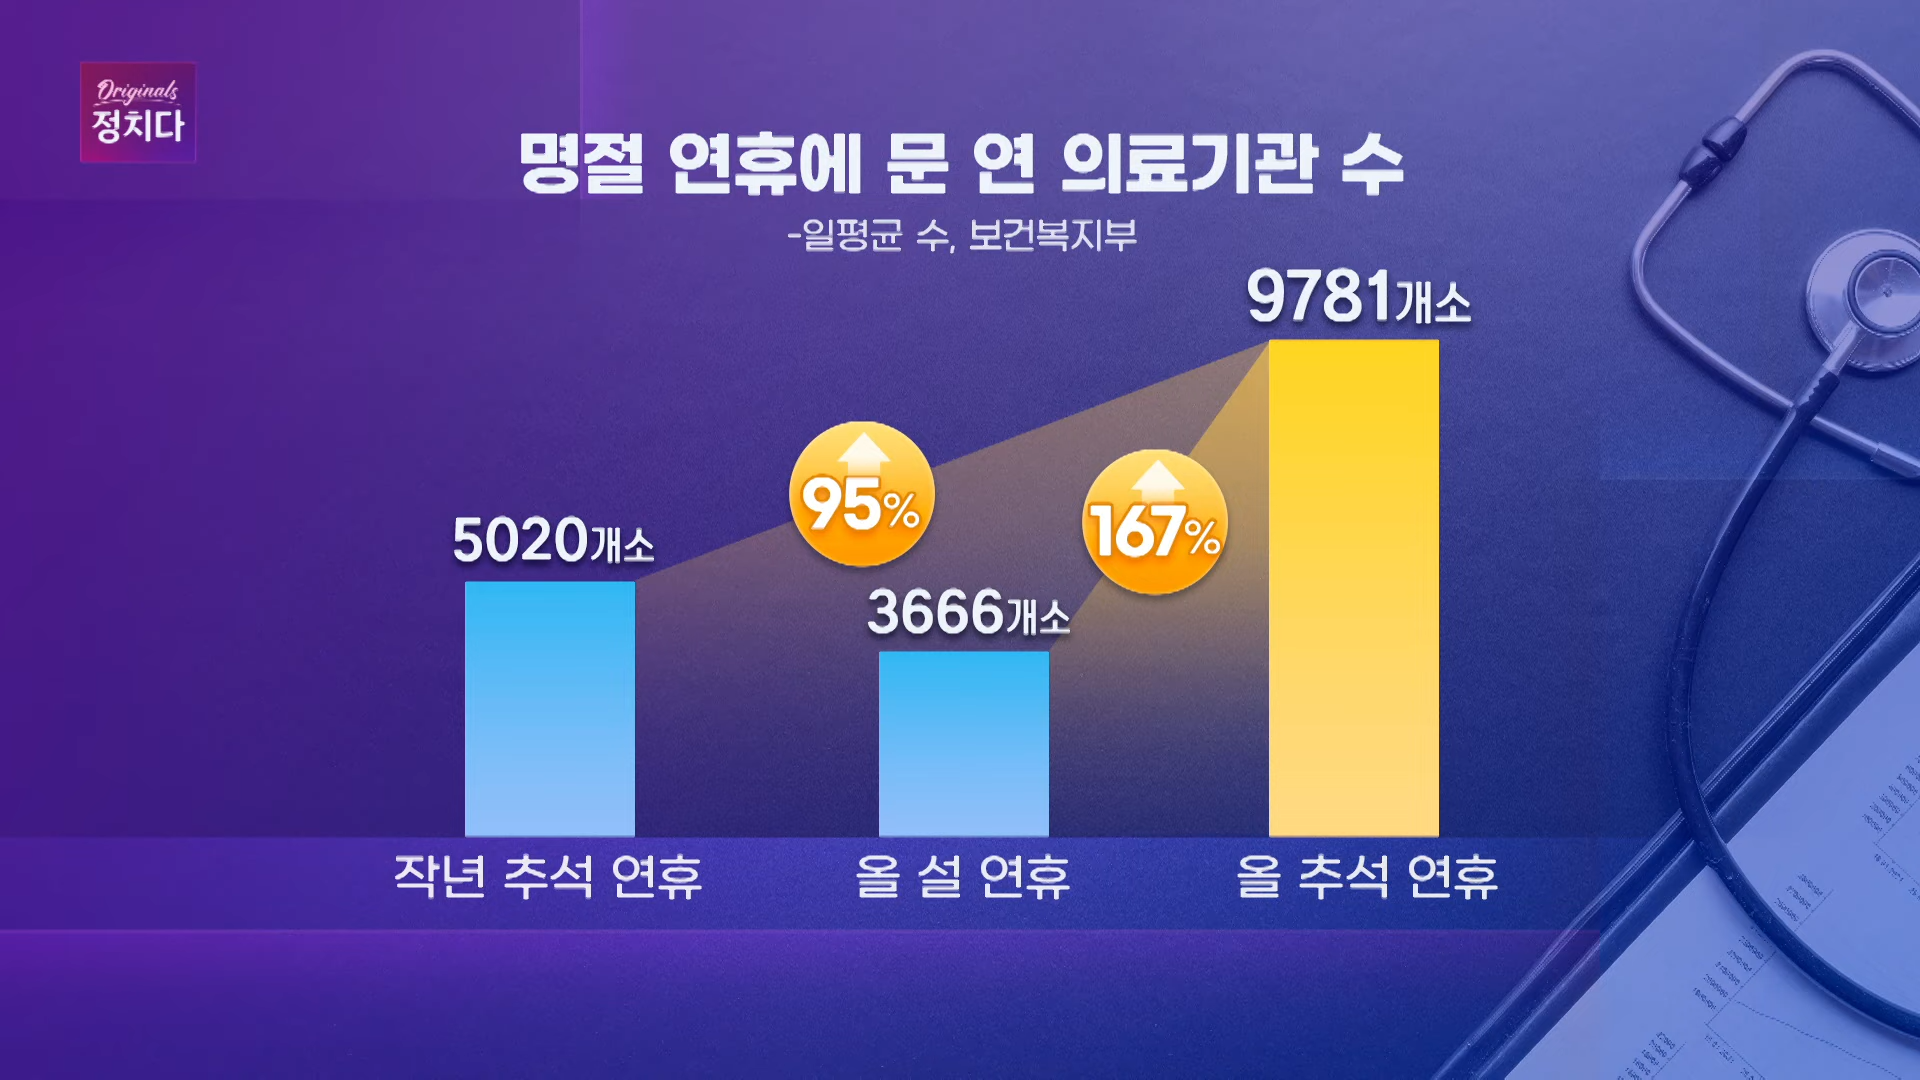 Originals
정치다
명절 연휴에 문 연 의료기관 수
-일평균 수, 보건복지부
9781개소
95%
167%
5020개소
3666개소
작년 추석 연휴
올 설 연휴
올 추석 연휴